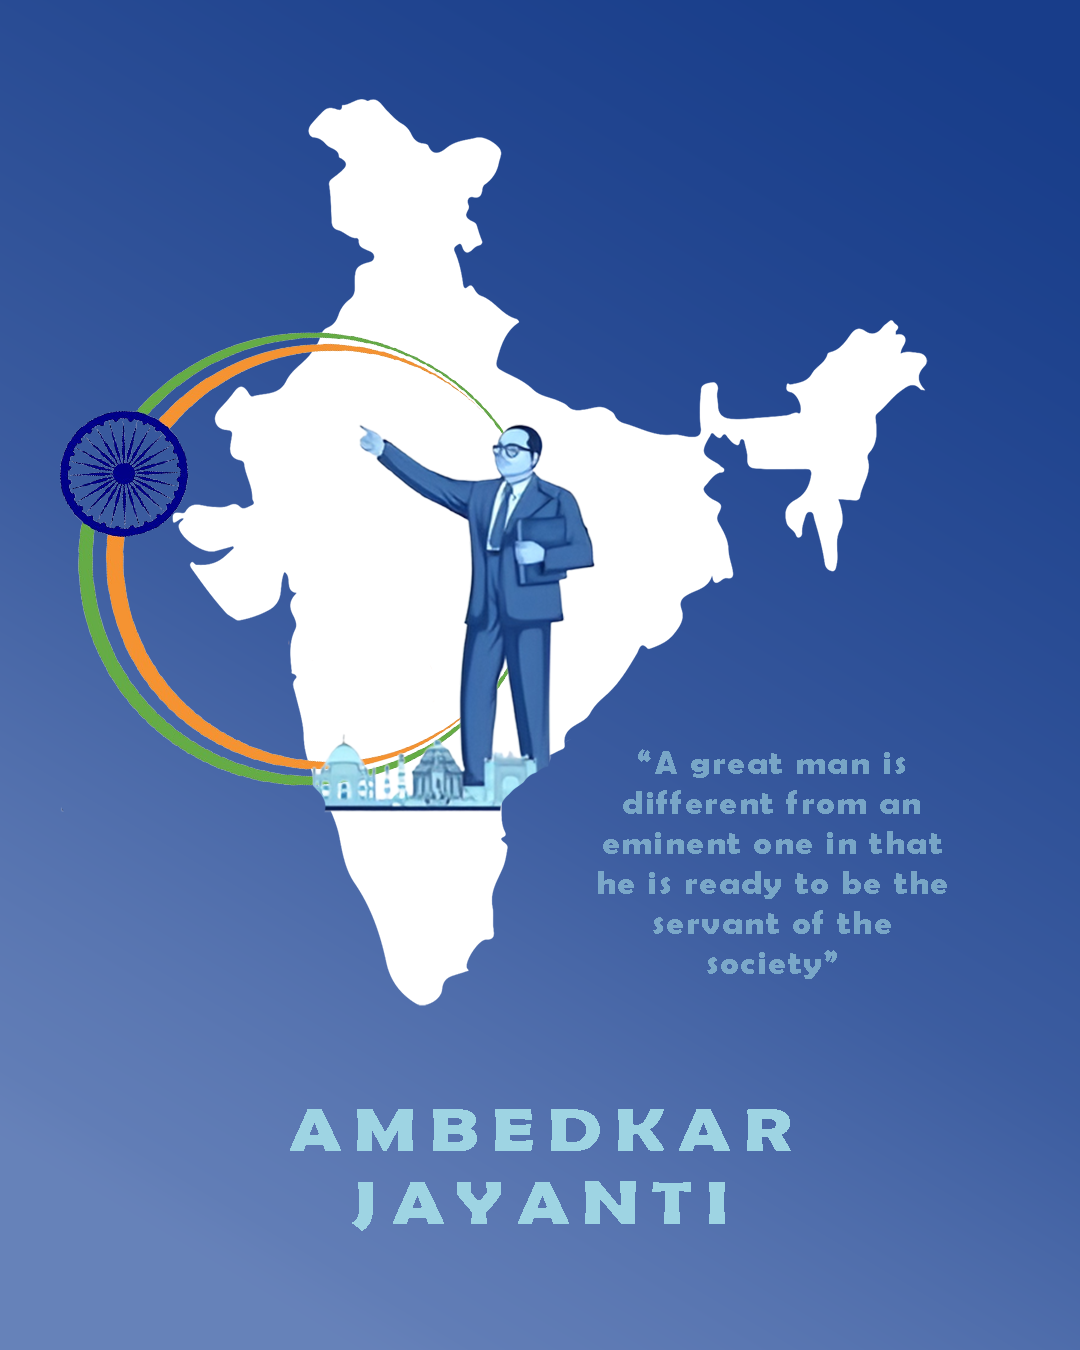 “A great man is
different from an
eminent one in that
he is ready to be the
servant of the
society”
AMBEDKAR
JAYANTI